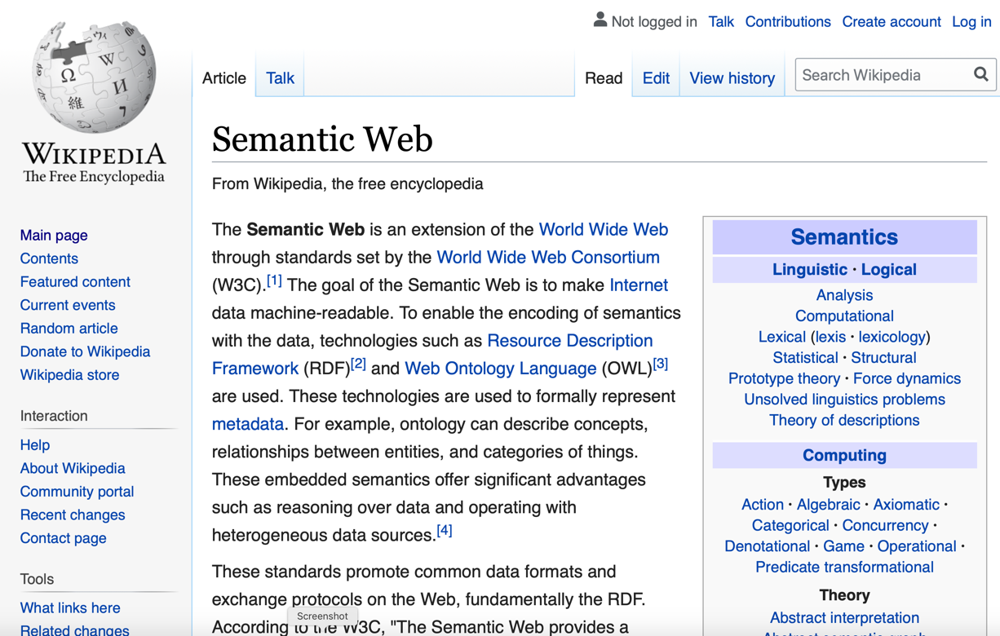 Not logged in Talk Contributions Create account Log in
Article Talk Read Edit View history Search Wikipedia
Ω W И 維 7
WIKIPEDIA
The Free Encyclopedia
Main page
Contents
Featured content
Current events
Random article
Donate to Wikipedia
Wikipedia store
Interaction
Help
About Wikipedia
Community portal
Recent changes
Contact page
Tools
What links here
Related changes
Semantic Web
From Wikipedia, the free encyclopedia
The Semantic Web is an extension of the World Wide Web
through standards set by the World Wide Web Consortium
(W3C).[1] The goal of the Semantic Web is to make Internet
data machine-readable. To enable the encoding of semantics
with the data, technologies such as Resource Description
Framework (RDF)[2] and Web Ontology Language (OWL)[3]
are used. These technologies are used to formally represent
metadata. For example, ontology can describe concepts,
relationships between entities, and categories of things.
These embedded semantics offer significant advantages
such as reasoning over data and operating with
heterogeneous data sources.[4]
These standards promote common data formats and
exchange protocols on the Web, fundamentally the RDF.
Screenshot
According to the W3C, "The Semantic Web provides a
Semantics
Linguistic · Logical
Analysis
Computational
Lexical (lexis · lexicology)
Statistical · Structural
Prototype theory · Force dynamics
Unsolved linguistics problems
Theory of descriptions
Computing
Types
Action · Algebraic · Axiomatic ·
Categorical · Concurrency ·
Denotational · Game · Operational ·
Predicate transformational
Theory
Abstract interpretation